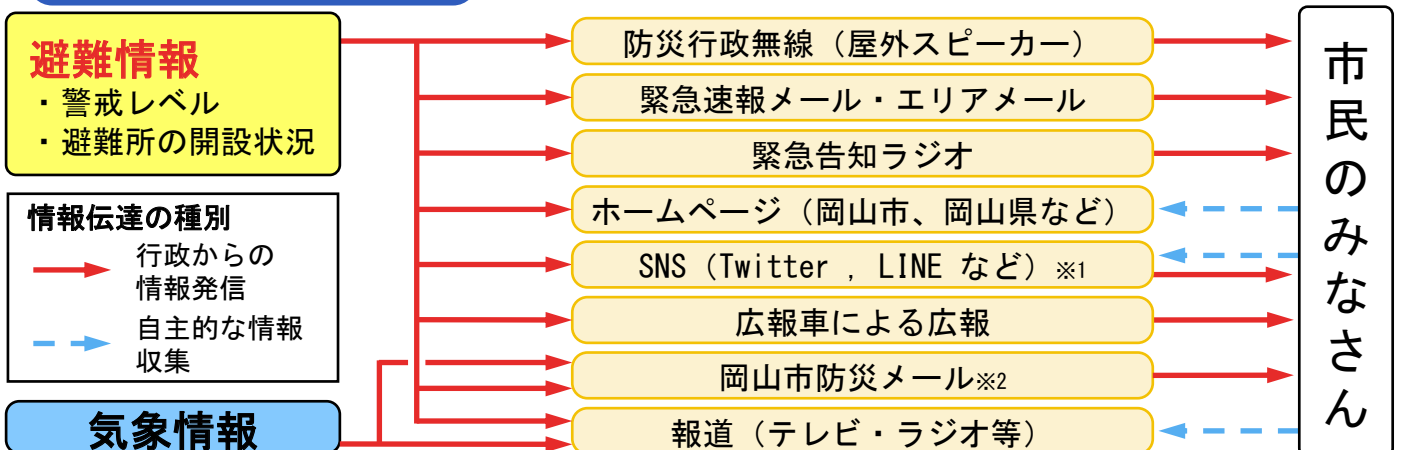 避難情報
・警戒レベル
・避難所の開設状況
情報伝達の種別
行政からの
情報発信
自主的な情報
収集
気象情報
防災行政無線（屋外スピーカー）
緊急速報メール・エリアメール
緊急告知ラジオ
ホームページ（岡山市、岡山県など）
SNS（Twitter , LINE など）※1
広報車による広報
岡山市防災メール※2
報道（テレビ・ラジオ等）
市民のみなさん